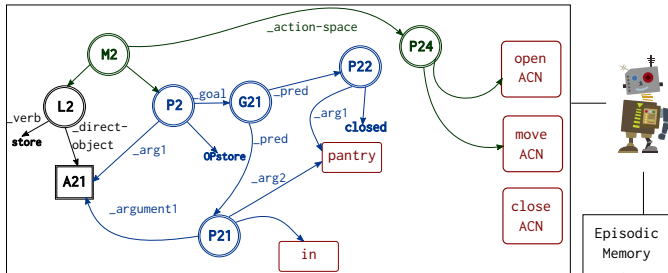 _action-space
M2
P24
open
ACN
P22
_goal
_pred
L2
P2
G21
_verb
_direct-
object
_arg1
closed
store
OPstore
_pred
_arg1
pantry
move
ACN
A21
_arg2
_argument1
P21
in
close
ACN
Episodic
Memory